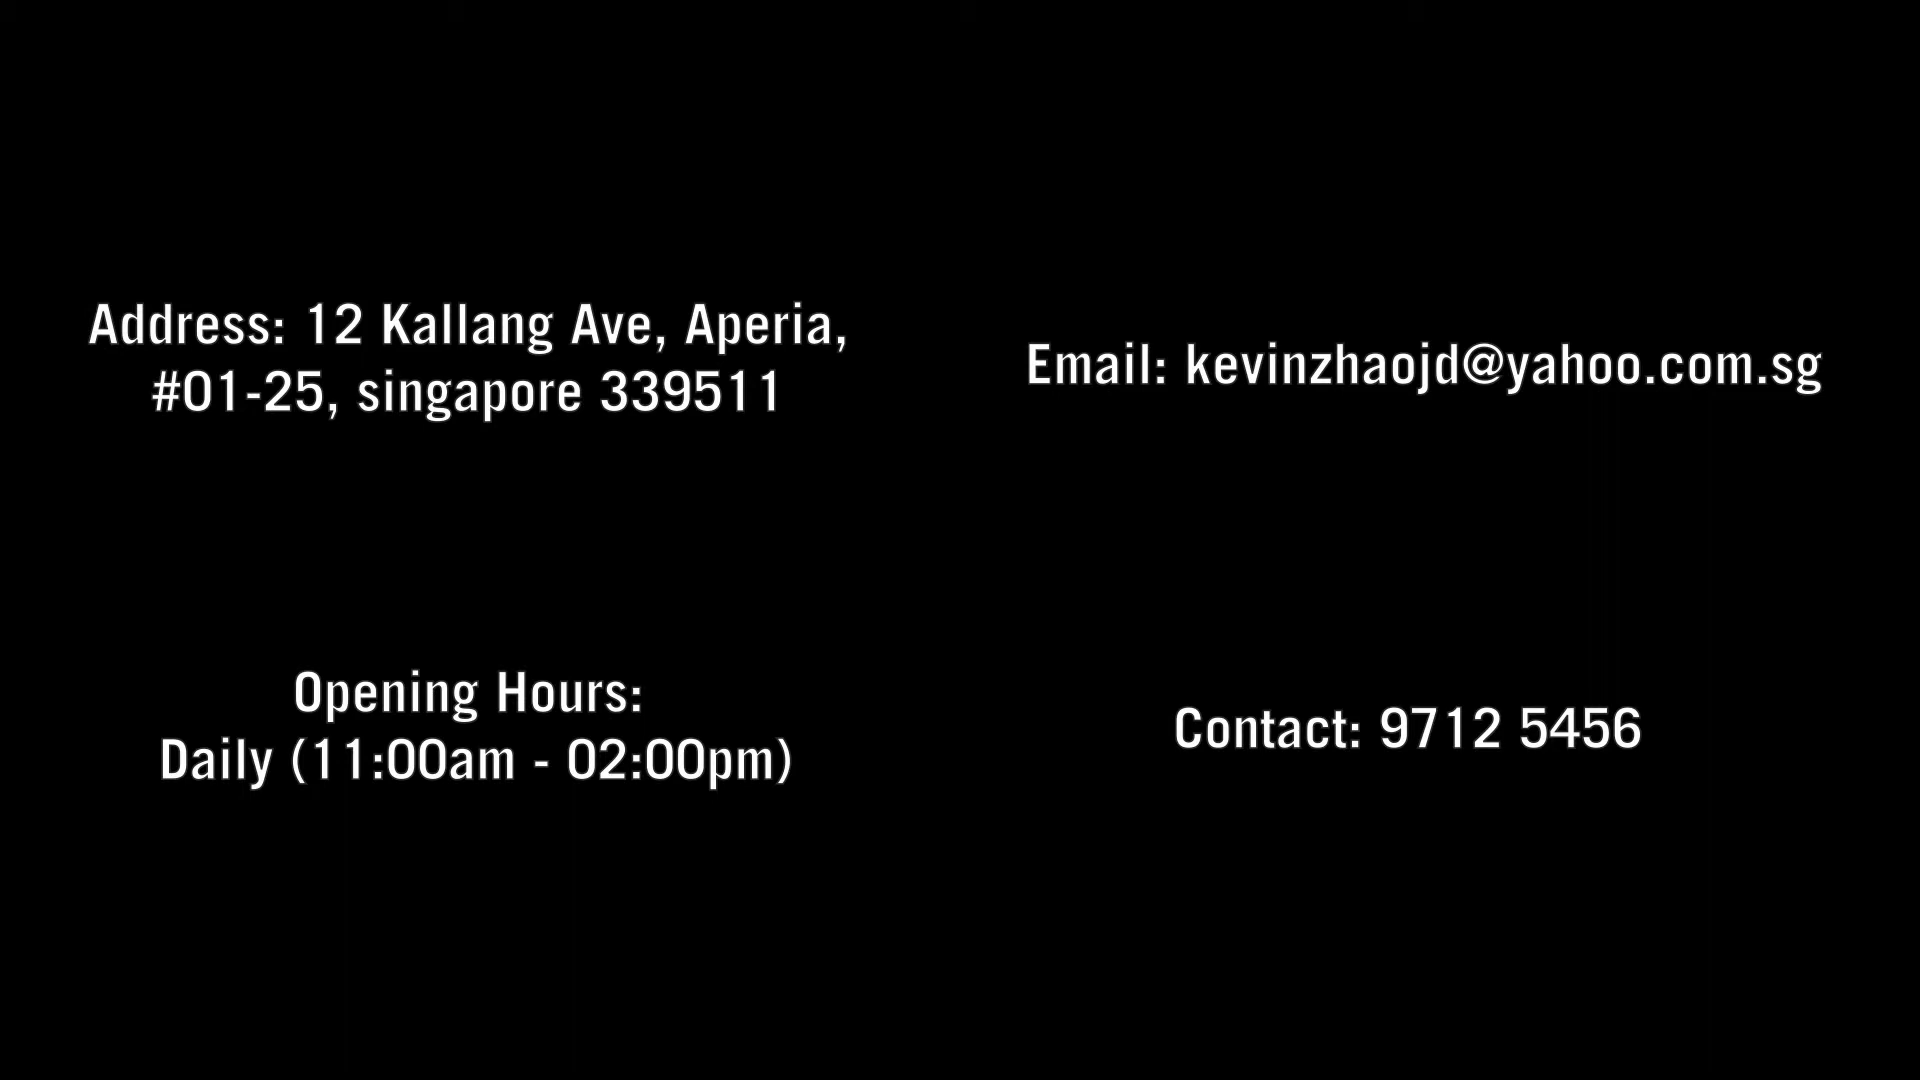 Address: 12 Kallang Ave, Aperia,
#01-25, singapore 339511
Email: kevinzhaojd@yahoo.com.sg
Opening Hours:
Daily (11:00am - 02:00pm)
Contact: 9712 5456